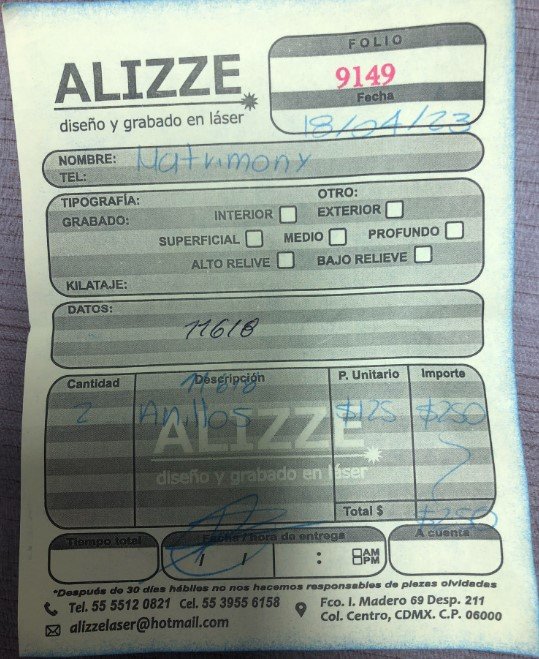 ALIZZE
diseño y grabado en láser
FOLIO
9149
Fecha
18/04/23
NOMBRE: Matrimony
TEL:
TIPOGRAFÍA: OTRO:
GRABADO: INTERIOR EXTERIOR
SUPERFICIAL MEDIO PROFUNDO
ALTO RELIVE BAJO RELIEVE
KILATAJE:
DATOS:
11618
Cantidad Descripción P. Unitario Importe
11618
2 Anillos $125 $250
ALIZZE
diseño y grabado en láser
Total $ $250
Tiempo total Fecha / hora de entrega A cuenta
/ / : AM PM
*Después de 30 días hábiles no nos hacemos responsables de piezas olvidadas
Tel. 55 5512 0821 Cel. 55 3955 6158 Fco. I. Madero 69 Desp. 211
alizzelaser@hotmail.com Col. Centro, CDMX. C.P. 06000